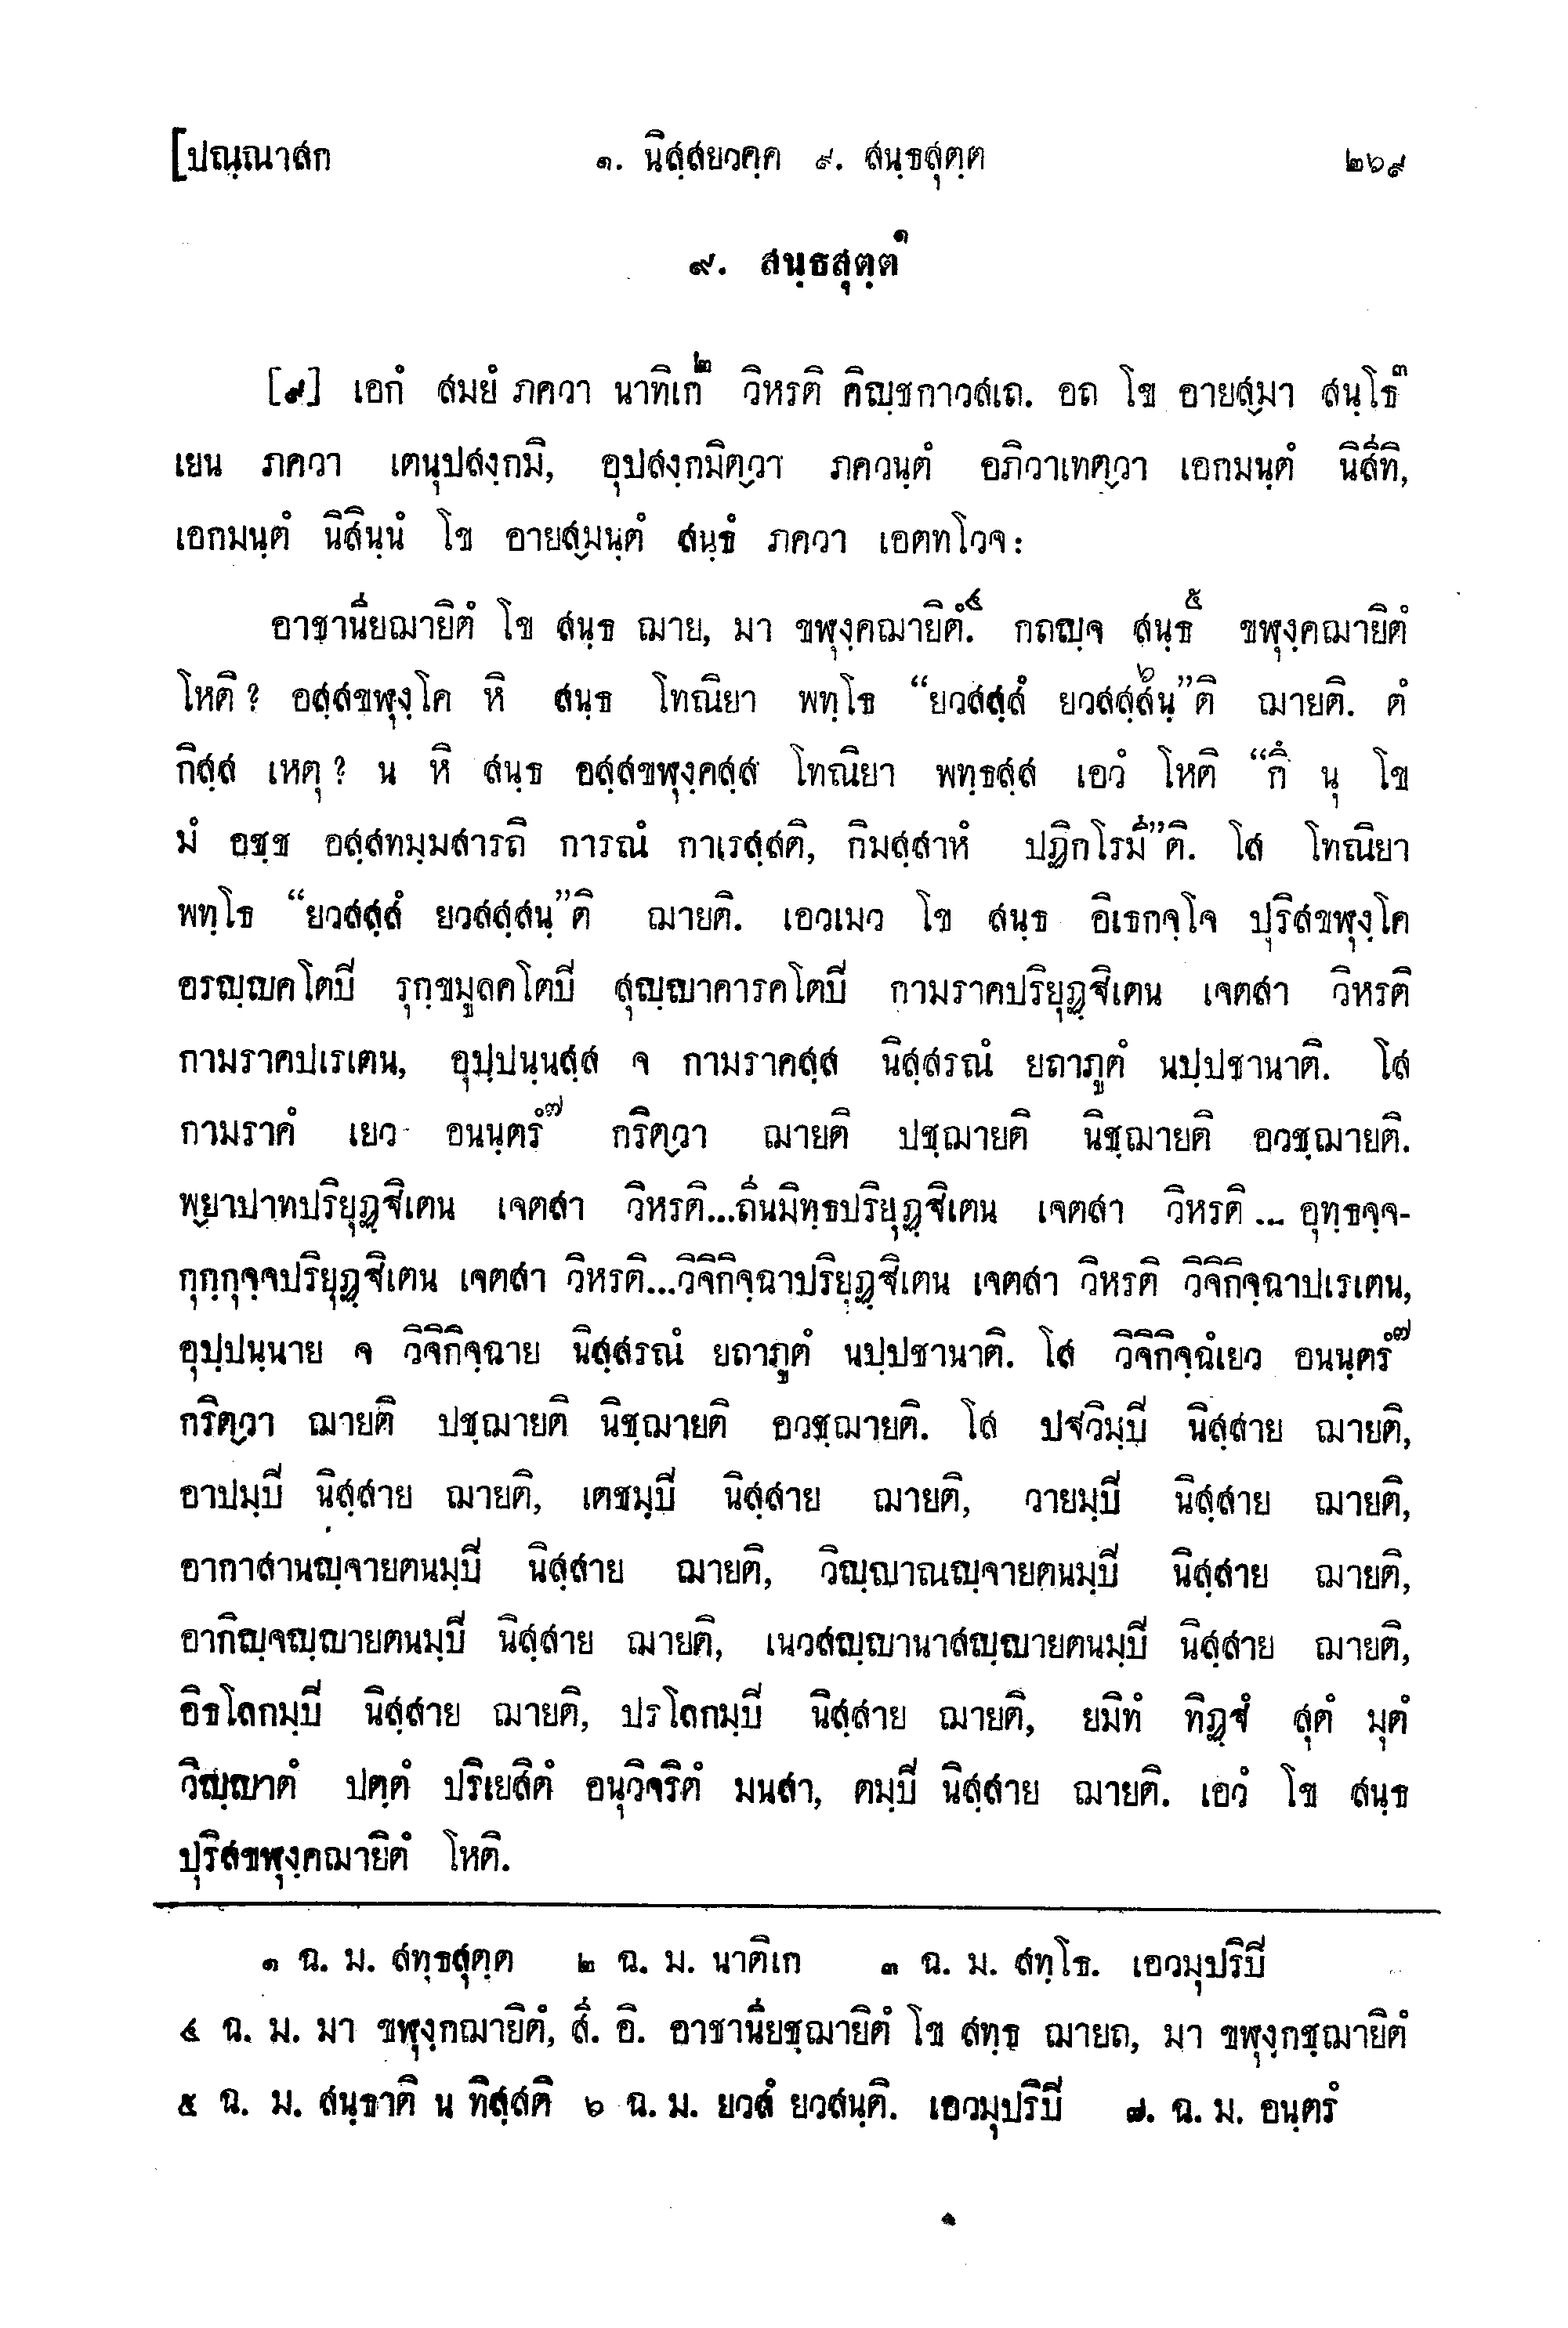 [ปณฺณาสก ๑. นิสฺสยวคฺค ๙. สนฺธสุตฺต ๒๖๙
๙. สนฺธสุตฺตํ๑
[๙] เอกํ สมยํ ภควา นาทิเก๒ วิหรติ คิญฺชกาวสเถ. อถ โข อายสฺมา สนฺโธ๓
เยน ภควา เตนุปสงฺกมิ, อุปสงฺกมิตฺวา ภควนฺตํ อภิวาเทตฺวา เอกมนฺตํ นิสีทิ,
เอกมนฺตํ นิสินฺนํ โข อายสฺมนฺตํ สนฺธํ ภควา เอตทโวจ:
อาชานียฌายิตํ โข สนฺธ ฌาย, มา ขฬุงฺคฌายิตํ.๔ กถญฺจ สนฺธ๕ ขฬุงฺคฌายิตํ
โหติ? อสฺสขฬุงฺโค หิ สนฺธ โทณิยา พทฺโธ “ยวสสฺสํ ยวสสฺสนฺ๖”ติ ฌายติ. ตํ
กิสฺส เหตุ? น หิ สนฺธ อสฺสขฬุงฺคสฺส โทณิยา พทฺธสฺส เอวํ โหติ “กึ นุ โข
มํ อชฺช อสฺสทมฺมสารถิ การณํ กาเรสฺสติ, กิมสฺสาหํ ปฏิกโรมี”ติ. โส โทณิยา
พทฺโธ “ยวสสฺสํ ยวสสฺสนฺ”ติ ฌายติ. เอวเมว โข สนฺธ อิเธกจฺโจ ปุริสขฬุงฺโค
อรญฺญคโตปิ รุกฺขมูลคโตปิ สุญฺญาคารคโตปิ กามราคปริยุฏฺฐิเตน เจตสา วิหรติ
กามราคปเรเตน, อุปฺปนฺนสฺส จ กามราคสฺส นิสฺสรณํ ยถาภูตํ นปฺปชานาติ. โส
กามราคํ เยว อนนฺตรํ๗ กริตฺวา ฌายติ ปชฺฌายติ นิชฺฌายติ อวชฺฌายติ.
พฺยาปาทปริยุฏฺฐิเตน เจตสา วิหรติ...ถีนมิทฺธปริยุฏฺฐิเตน เจตสา วิหรติ... อุทฺธจฺจ-
กุกฺกุจฺจปริยุฏฺฐิเตน เจตสา วิหรติ...วิจิกิจฺฉาปริยุฏฺฐิเตน เจตสา วิหรติ วิจิกิจฺฉาปเรเตน,
อุปฺปนฺนาย จ วิจิกิจฺฉาย นิสฺสรณํ ยถาภูตํ นปฺปชานาติ. โส วิจิกิจฺฉํเยว อนนฺตรํ๗
กริตฺวา ฌายติ ปชฺฌายติ นิชฺฌายติ อวชฺฌายติ. โส ปฐวิมฺปิ นิสฺสาย ฌายติ,
อาปมฺปิ นิสฺสาย ฌายติ, เตชมฺปิ นิสฺสาย ฌายติ, วายมฺปิ นิสฺสาย ฌายติ,
อากาสานญฺจายตนมฺปิ นิสฺสาย ฌายติ, วิญฺญาณญฺจายตนมฺปิ นิสฺสาย ฌายติ,
อากิญฺจญฺญายตนมฺปิ นิสฺสาย ฌายติ, เนวสญฺญานาสญฺญายตนมฺปิ นิสฺสาย ฌายติ,
อิธโลกมฺปิ นิสฺสาย ฌายติ, ปรโลกมฺปิ นิสฺสาย ฌายติ, ยมิทํ ทิฏฺฐํ สุตํ มุตํ
วิญฺญาตํ ปตฺตํ ปริเยสิตํ อนุวิจริตํ มนสา, ตมฺปิ นิสฺสาย ฌายติ. เอวํ โข สนฺธ
ปุริสขฬุงฺคฌายิตํ โหติ.
๑ ฉ. ม. สทฺธสุตฺต ๒ ฉ. ม. นาติเก ๓ ฉ. ม. สทฺโธ. เอวมุปริปิ
๔ ฉ. ม. มา ขฬุงฺกฌายิตํ, สี. อิ. อาชานียชฺฌายิตํ โข สทฺธ ฌายถ, มา ขฬุงฺกชฺฌายิตํ
๕ ฉ. ม. สนฺธาติ น ทิสฺสติ ๖ ฉ. ม. ยวสํ ยวสนฺติ. เอวมุปริปิ ๗. ฉ. ม. อนฺตรํ